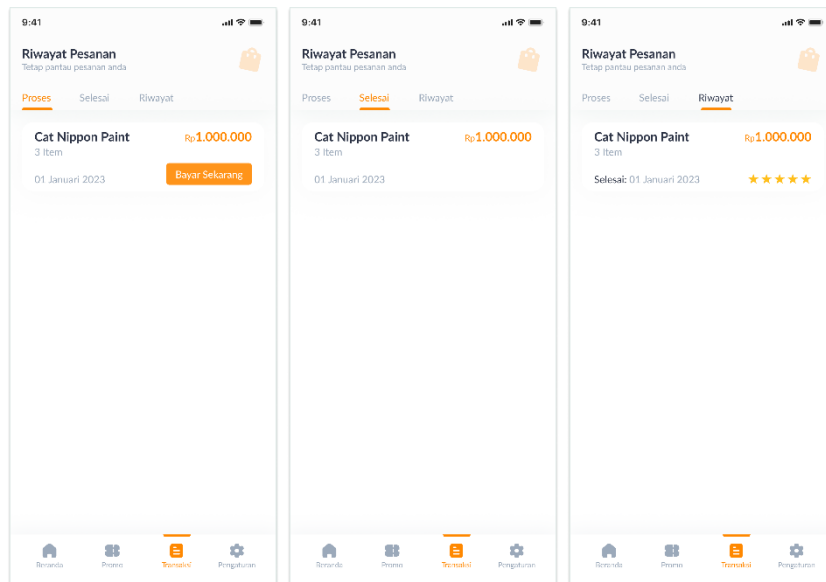 9:41
Riwayat Pesanan
Tetap pantau pesanan anda
Proses Selesai Riwayat
Cat Nippon Paint Rp1.000.000
3 Item
01 Januari 2023 Bayar Sekarang
Beranda Promo Transaksi Pengaturan
9:41
Riwayat Pesanan
Tetap pantau pesanan anda
Proses Selesai Riwayat
Cat Nippon Paint Rp1.000.000
3 Item
01 Januari 2023
Beranda Promo Transaksi Pengaturan
9:41
Riwayat Pesanan
Tetap pantau pesanan anda
Proses Selesai Riwayat
Cat Nippon Paint Rp1.000.000
3 Item
Selesai: 01 Januari 2023
Beranda Promo Transaksi Pengaturan